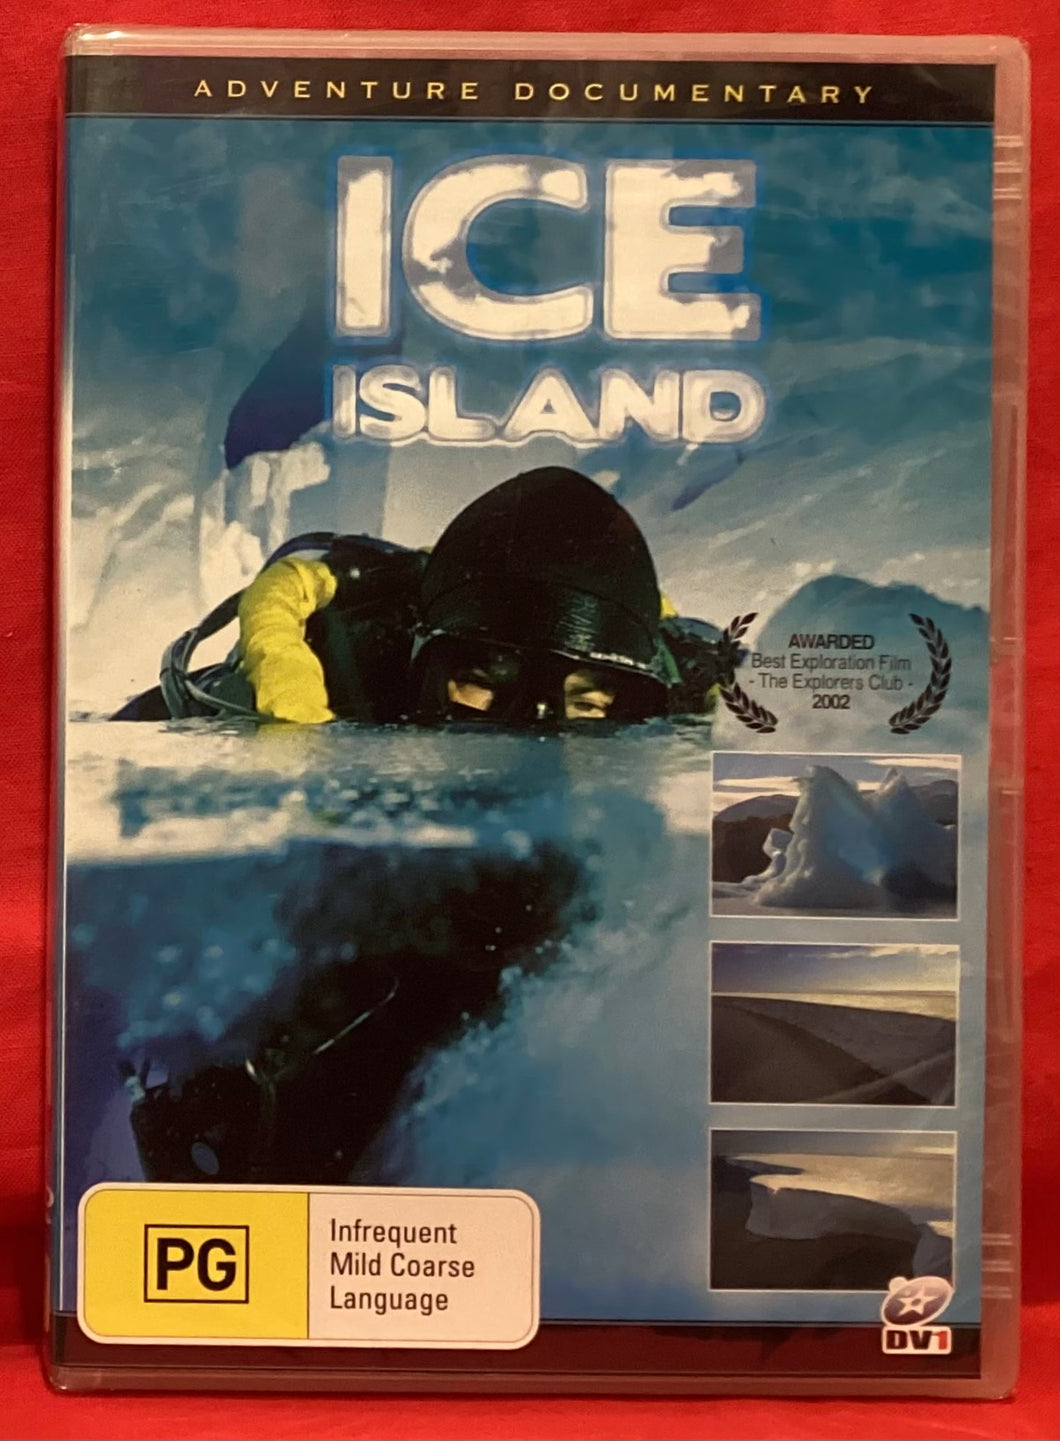 ADVENTURE DOCUMENTARY
ICE
ISLAND
AWARDED
Best Exploration Film
- The Explorers Club -
2002
PG
Infrequent
Mild Coarse
Language
DV1